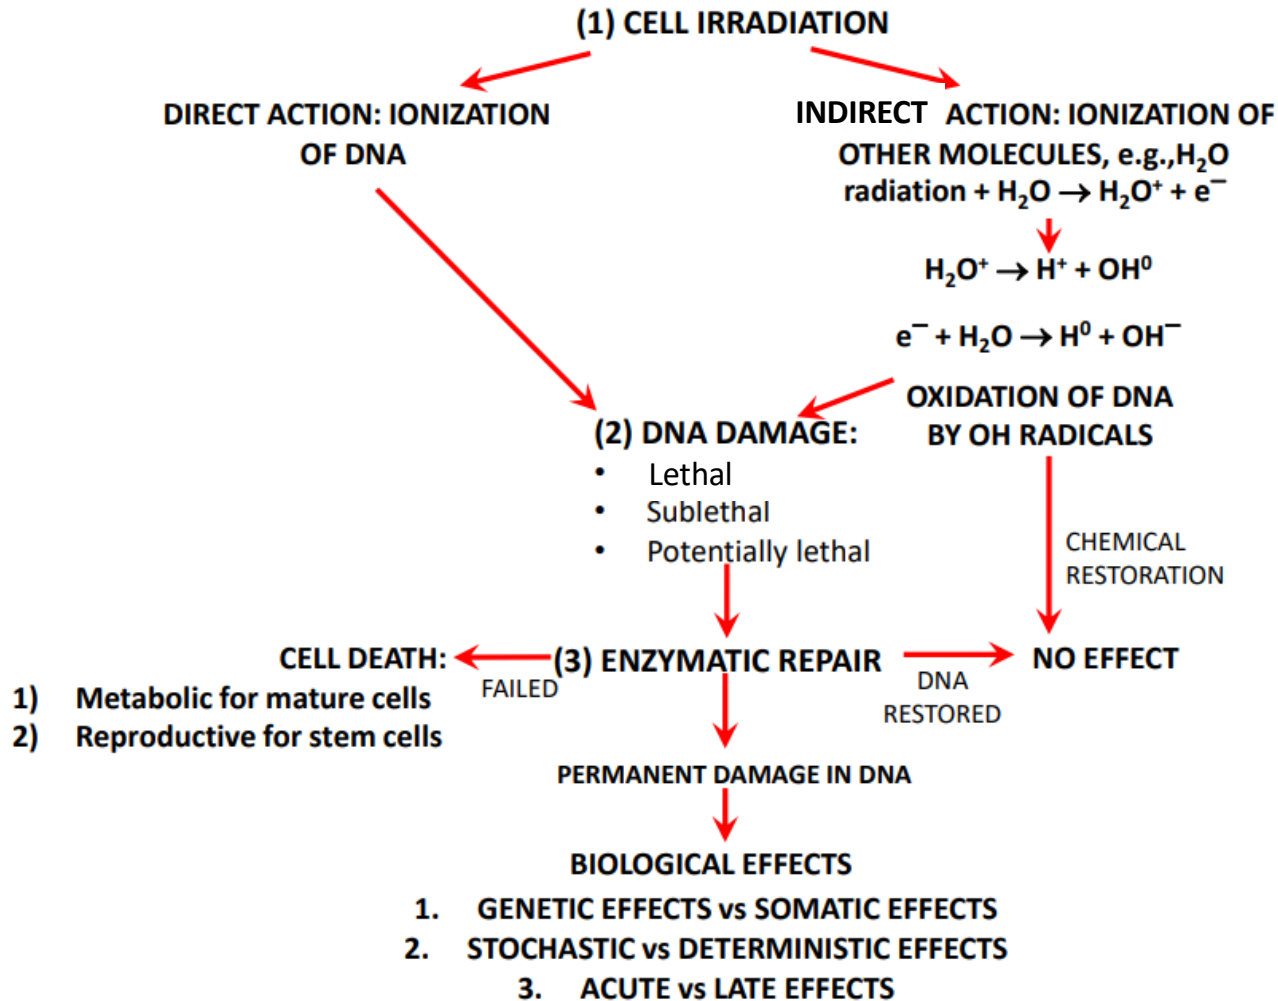 (1) CELL IRRADIATION
DIRECT ACTION: IONIZATION
OF DNA
INDIRECT ACTION: IONIZATION OF
OTHER MOLECULES, e.g.,H₂O
radiation + H₂O → H₂O⁺ + e⁻
H₂O⁺ → H⁺ + OH⁰
e⁻ + H₂O → H⁰ + OH⁻
OXIDATION OF DNA
BY OH RADICALS
(2) DNA DAMAGE:
• Lethal
• Sublethal
• Potentially lethal
CHEMICAL
RESTORATION
CELL DEATH:
1) Metabolic for mature cells
2) Reproductive for stem cells
FAILED
(3) ENZYMATIC REPAIR
DNA
RESTORED
NO EFFECT
PERMANENT DAMAGE IN DNA
BIOLOGICAL EFFECTS
1. GENETIC EFFECTS vs SOMATIC EFFECTS
2. STOCHASTIC vs DETERMINISTIC EFFECTS
3. ACUTE vs LATE EFFECTS